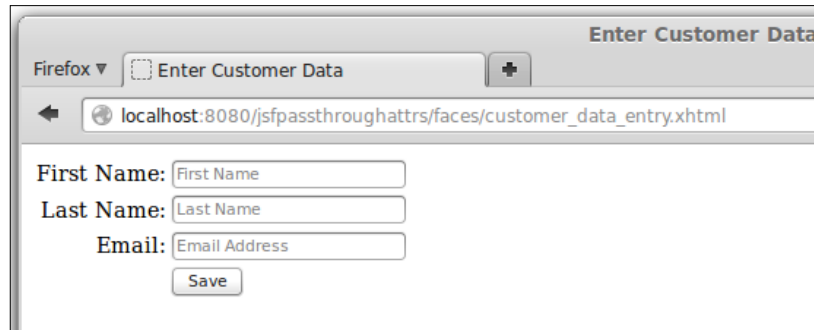 Enter Customer Data
Firefox ▼ Enter Customer Data
localhost:8080/jsfpassthroughattrs/faces/customer_data_entry.xhtml
First Name: First Name
Last Name: Last Name
Email: Email Address
Save